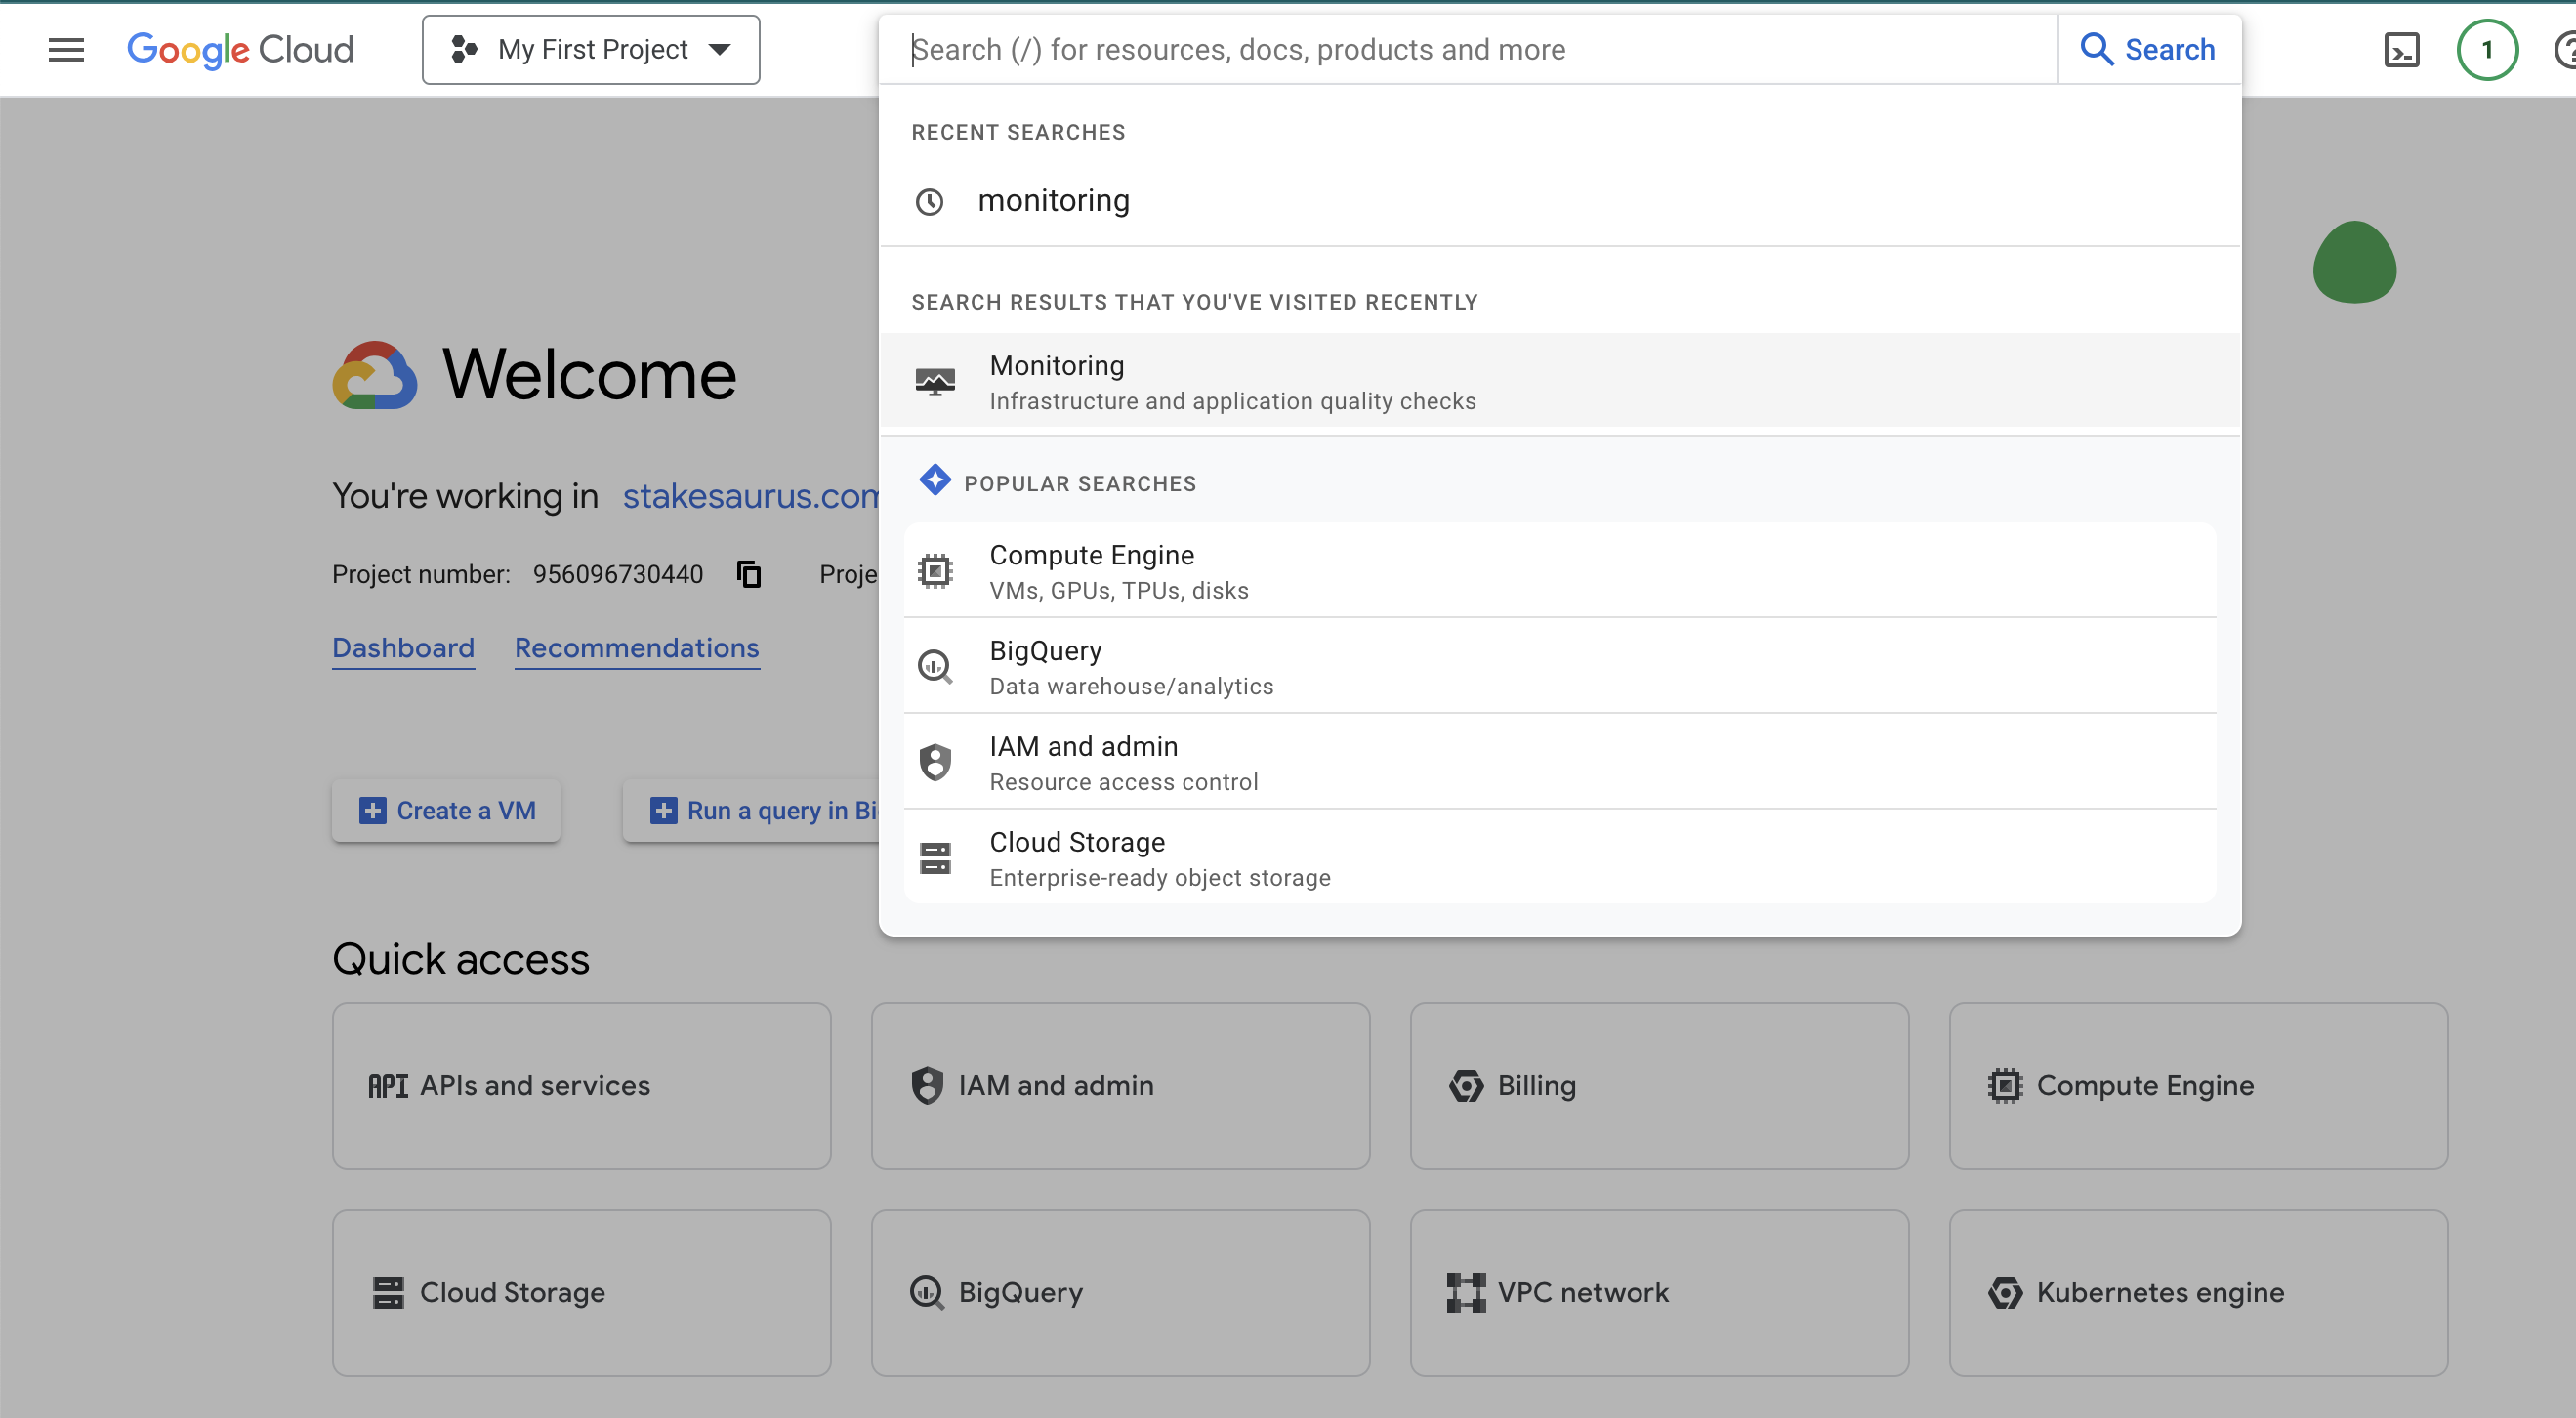 Google Cloud
My First Project
Search (/) for resources, docs, products and more
Search
1
RECENT SEARCHES
monitoring
SEARCH RESULTS THAT YOU'VE VISITED RECENTLY
Monitoring
Infrastructure and application quality checks
POPULAR SEARCHES
Compute Engine
VMs, GPUs, TPUs, disks
BigQuery
Data warehouse/analytics
IAM and admin
Resource access control
Cloud Storage
Enterprise-ready object storage
Welcome
You're working in stakesaurus.com
Project number: 956096730440 Proje
Dashboard Recommendations
Create a VM
Run a query in Bi
Quick access
API APIs and services
IAM and admin
Billing
Compute Engine
Cloud Storage
BigQuery
VPC network
Kubernetes engine